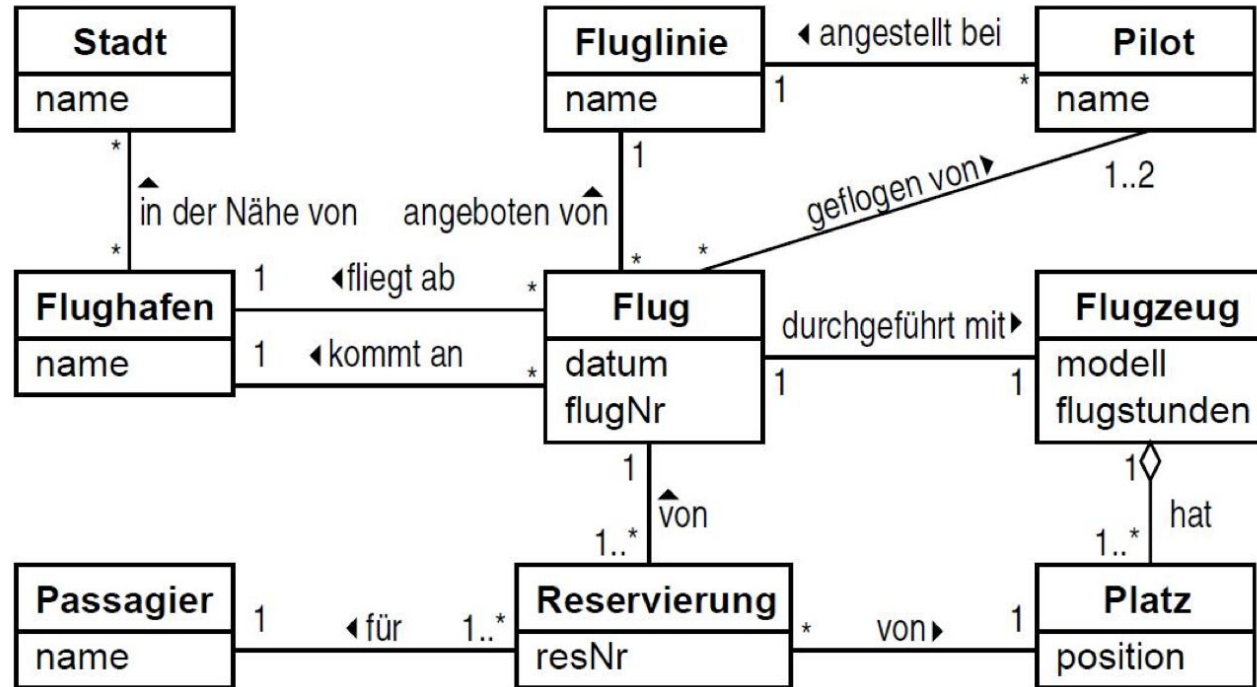 Stadt
name
Fluglinie
name
◄ angestellt bei
1
*
Pilot
name
*
in der Nähe von
*
1
angeboten von
*
geflogen von►
1..2
*
Flughafen
name
1
◄fliegt ab
*
1
◄kommt an
*
Flug
datum
flugNr
durchgeführt mit►
1
1
Flugzeug
modell
flugstunden
1
von
1..*
1
hat
1..*
Passagier
name
1
◄für
1..*
Reservierung
resNr
*
von►
1
Platz
position